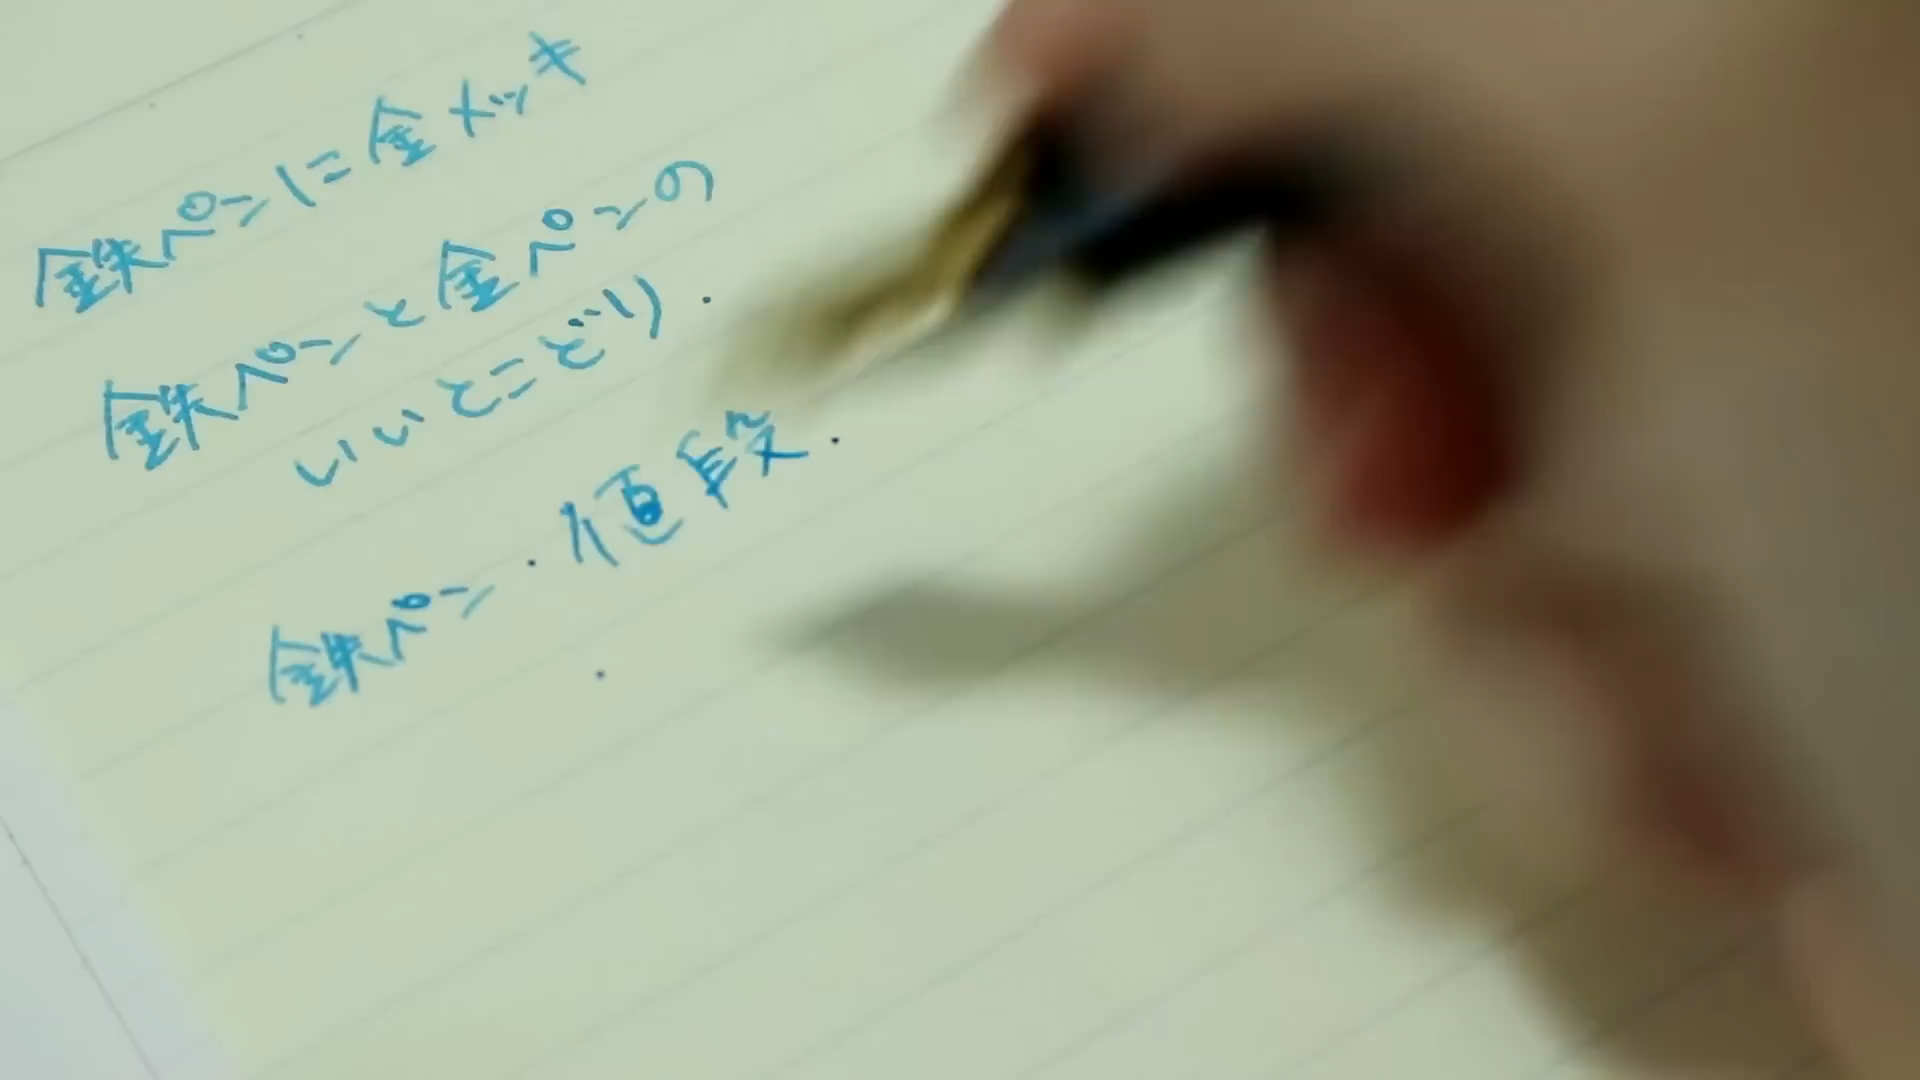 鉄ペンに金メッキ
鉄ペンと金ペンの
いいとこどり.
鉄ペン・値段.